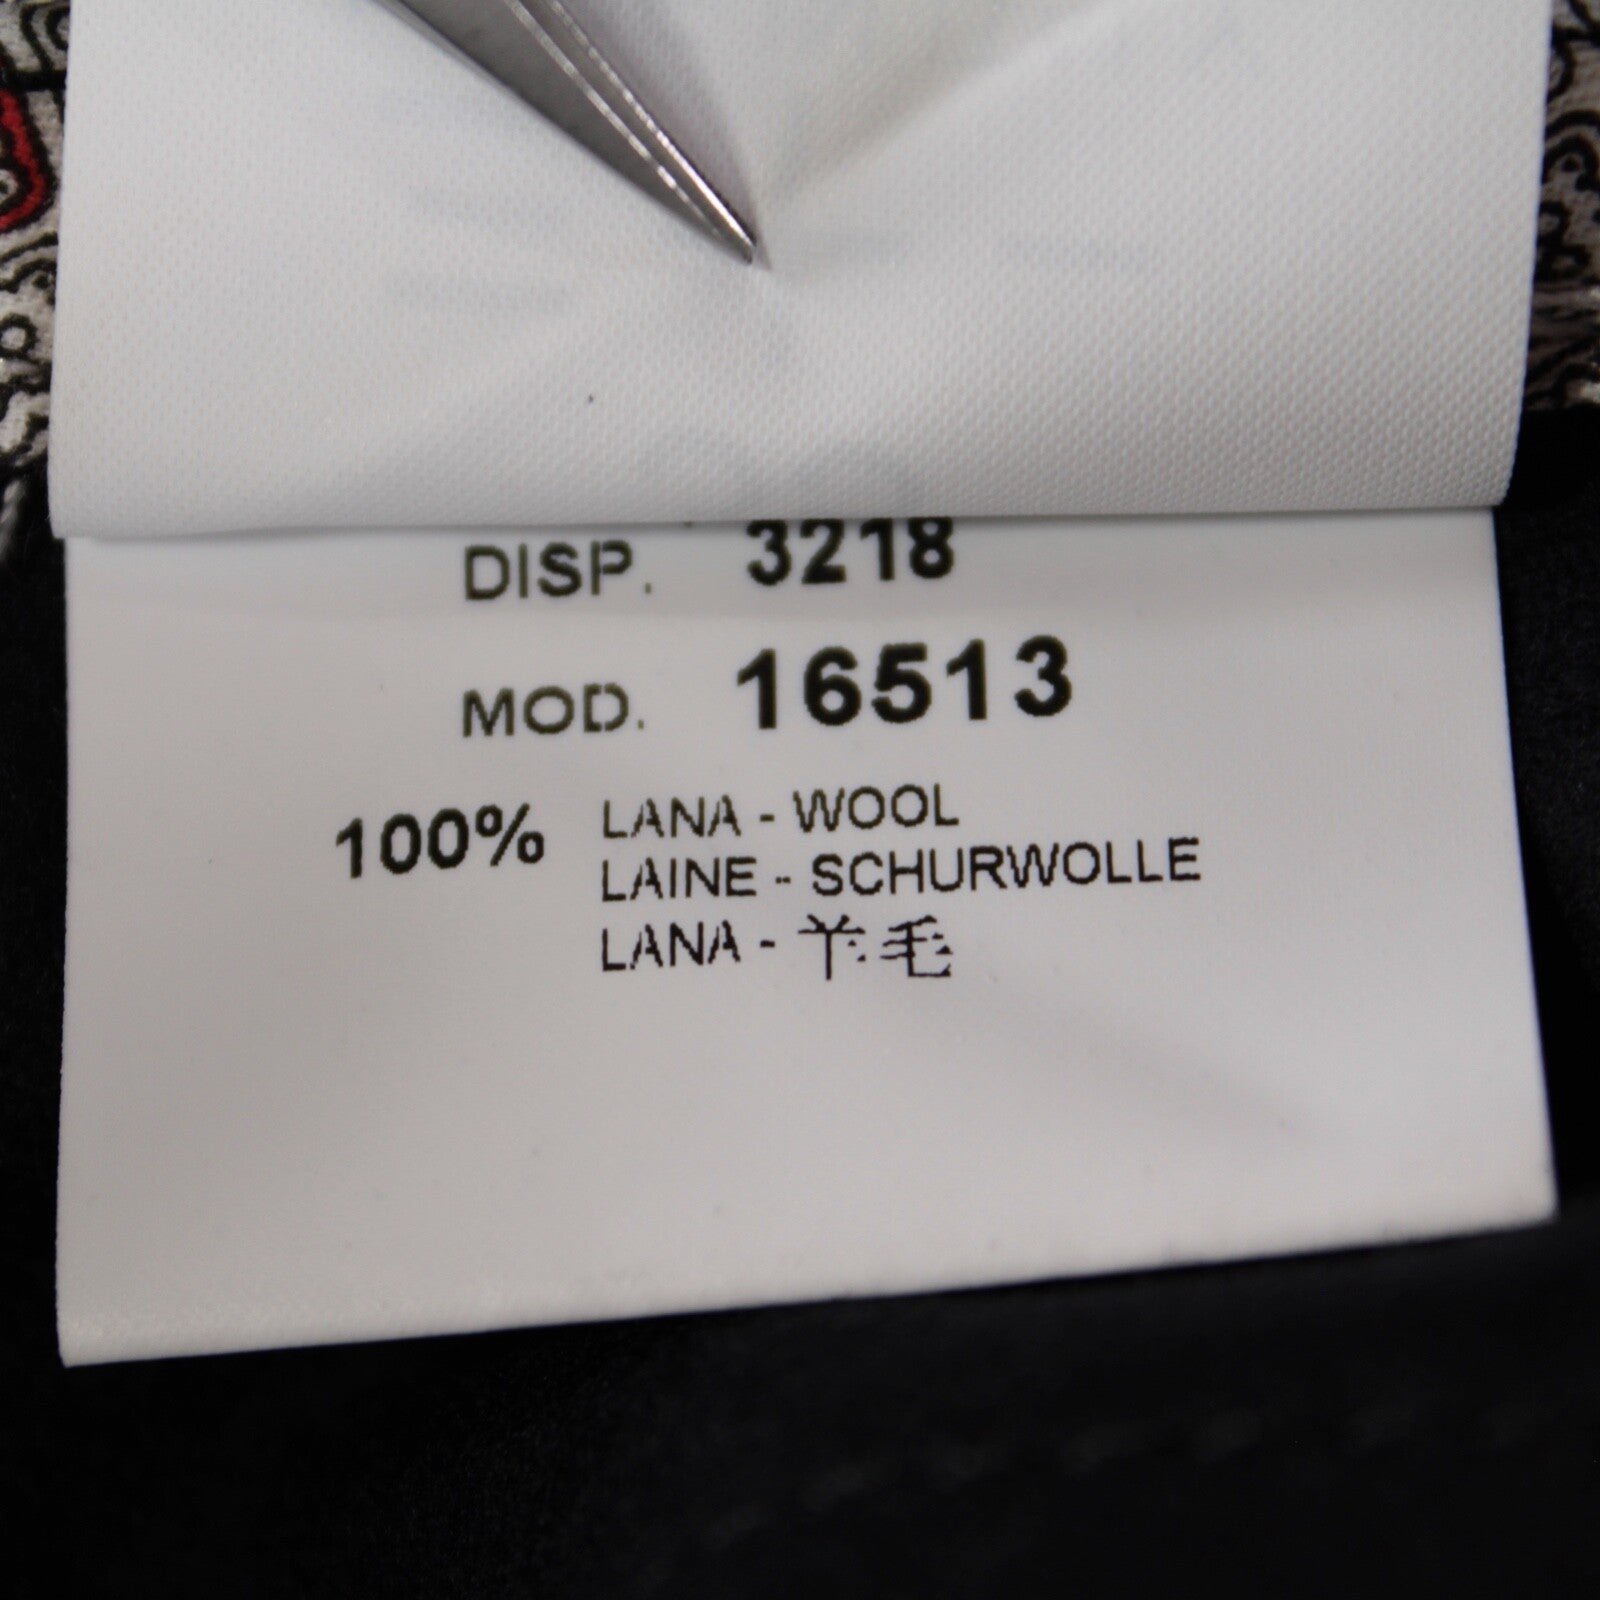 DISP. 3218
MOD. 16513
100% LANA - WOOL
LAINE - SCHURWOLLE
LANA - 羊毛